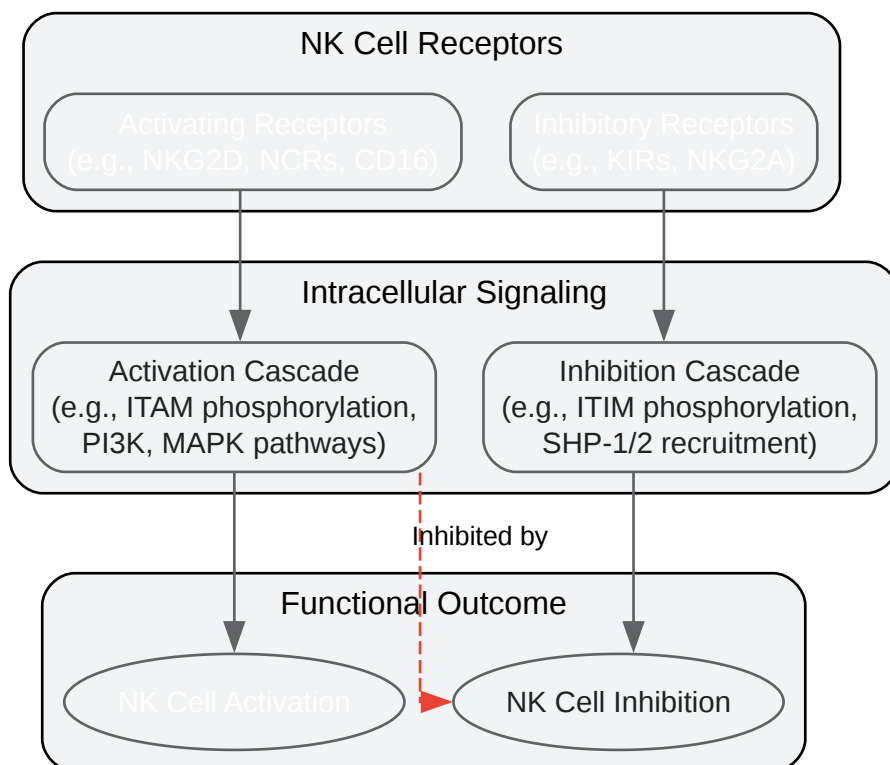 NK Cell Receptors
Activating Receptors
(e.g., NKG2D, NCRs, CD16)
Inhibitory Receptors
(e.g., KIRs, NKG2A)
Intracellular Signaling
Activation Cascade
(e.g., ITAM phosphorylation,
PI3K, MAPK pathways)
Inhibition Cascade
(e.g., ITIM phosphorylation,
SHP-1/2 recruitment)
Inhibited by
Functional Outcome
NK Cell Activation
NK Cell Inhibition